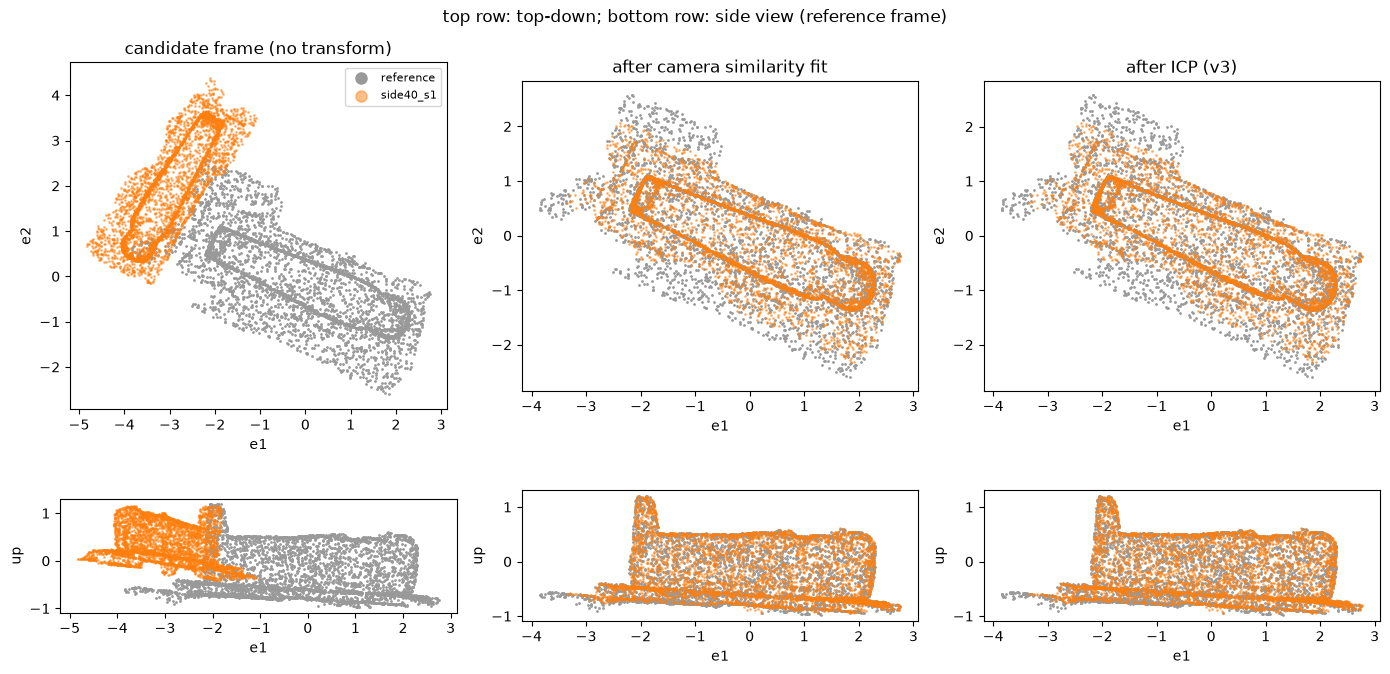 top row: top-down; bottom row: side view (reference frame)
candidate frame (no transform)
after camera similarity fit
after ICP (v3)
reference
side40_s1
e2
4
3
2
1
0
−1
−2
−5 −4 −3 −2 −1 0 1 2 3
e1
e2
2
1
0
−1
−2
−4 −3 −2 −1 0 1 2 3
e1
e2
2
1
0
−1
−2
−4 −3 −2 −1 0 1 2 3
e1
up
1
0
−1
−5 −4 −3 −2 −1 0 1 2 3
e1
up
1
0
−1
−4 −3 −2 −1 0 1 2 3
e1
up
1
0
−1
−4 −3 −2 −1 0 1 2 3
e1